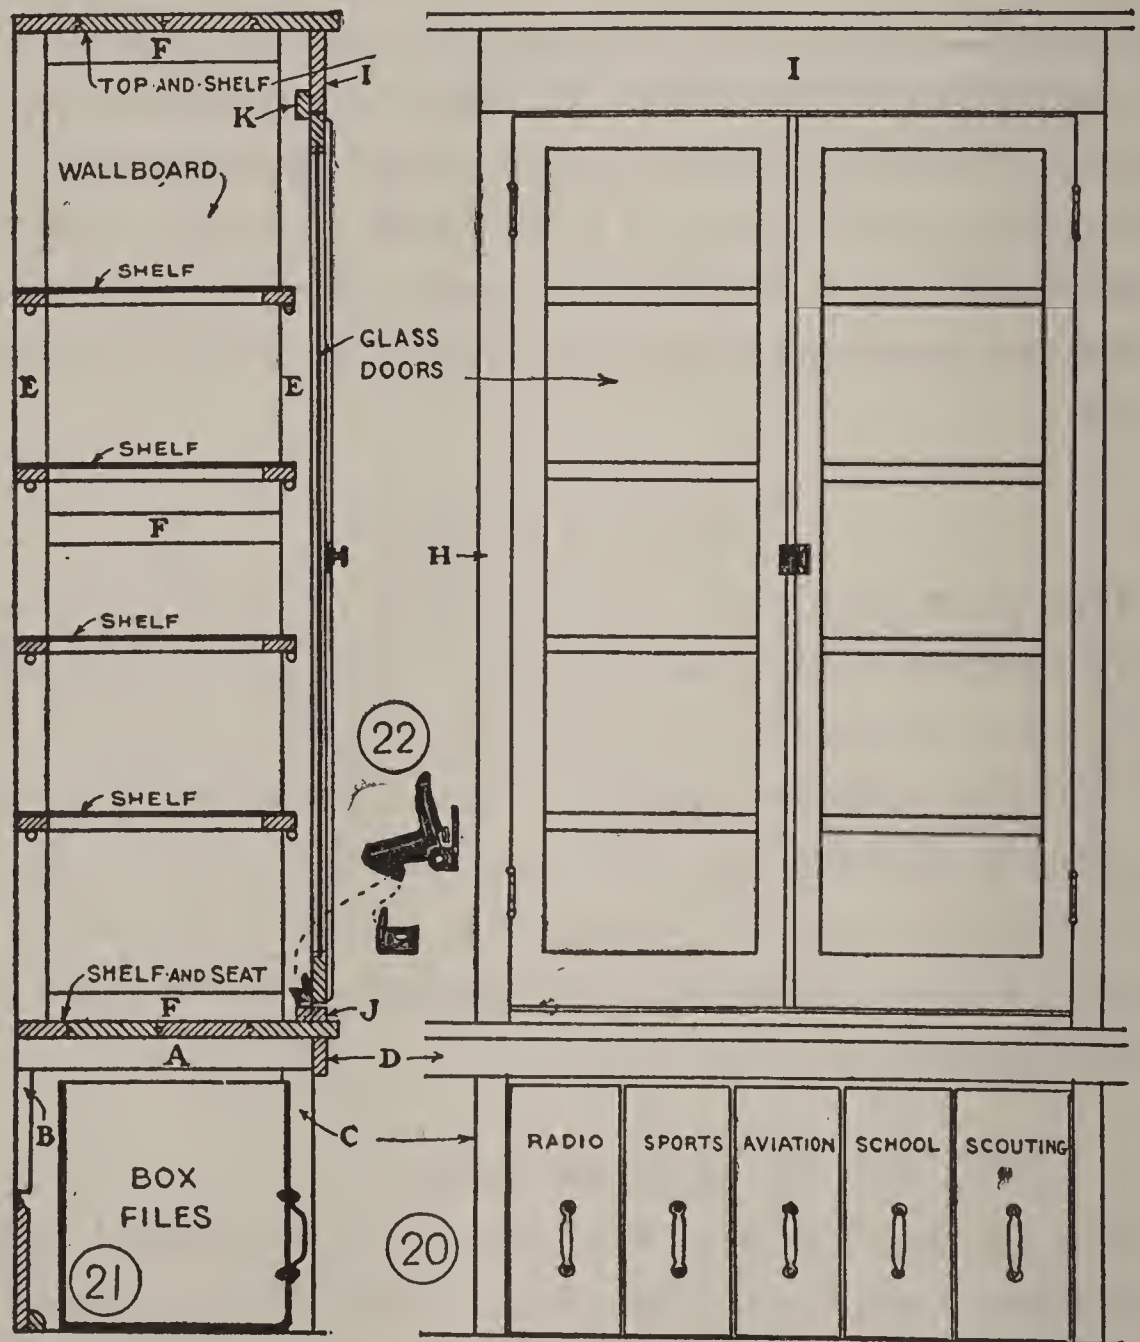 F
TOP-AND-SHELF
I
K
WALLBOARD
SHELF
GLASS
DOORS
E
E
SHELF
F
SHELF
SHELF
SHELF AND SEAT
F
J
A
D
B
C
BOX
FILES
21
22
I
H
20
RADIO
SPORTS
AVIATION
SCHOOL
SCOUTING